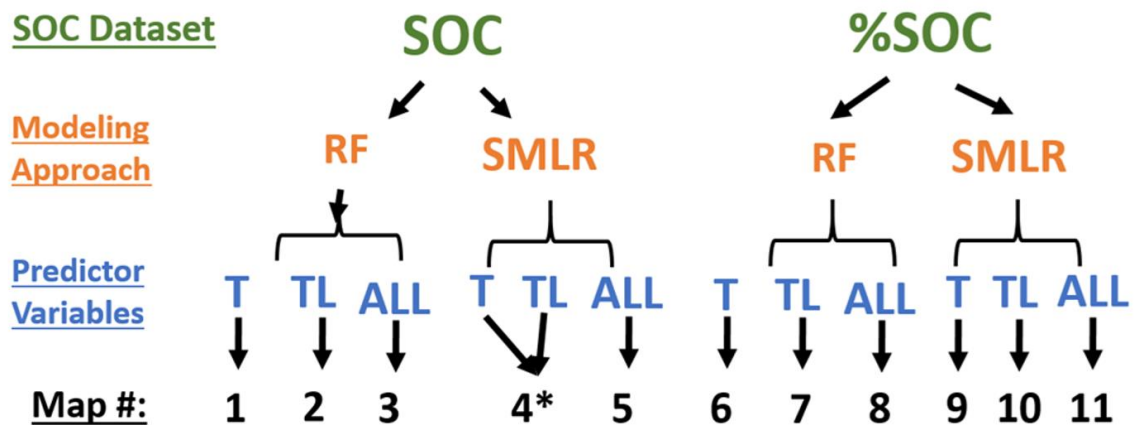 SOC Dataset SOC %SOC
Modeling Approach RF SMLR RF SMLR
Predictor Variables T TL ALL T TL ALL T TL ALL T TL ALL
Map #: 1 2 3 4* 5 6 7 8 9 10 11